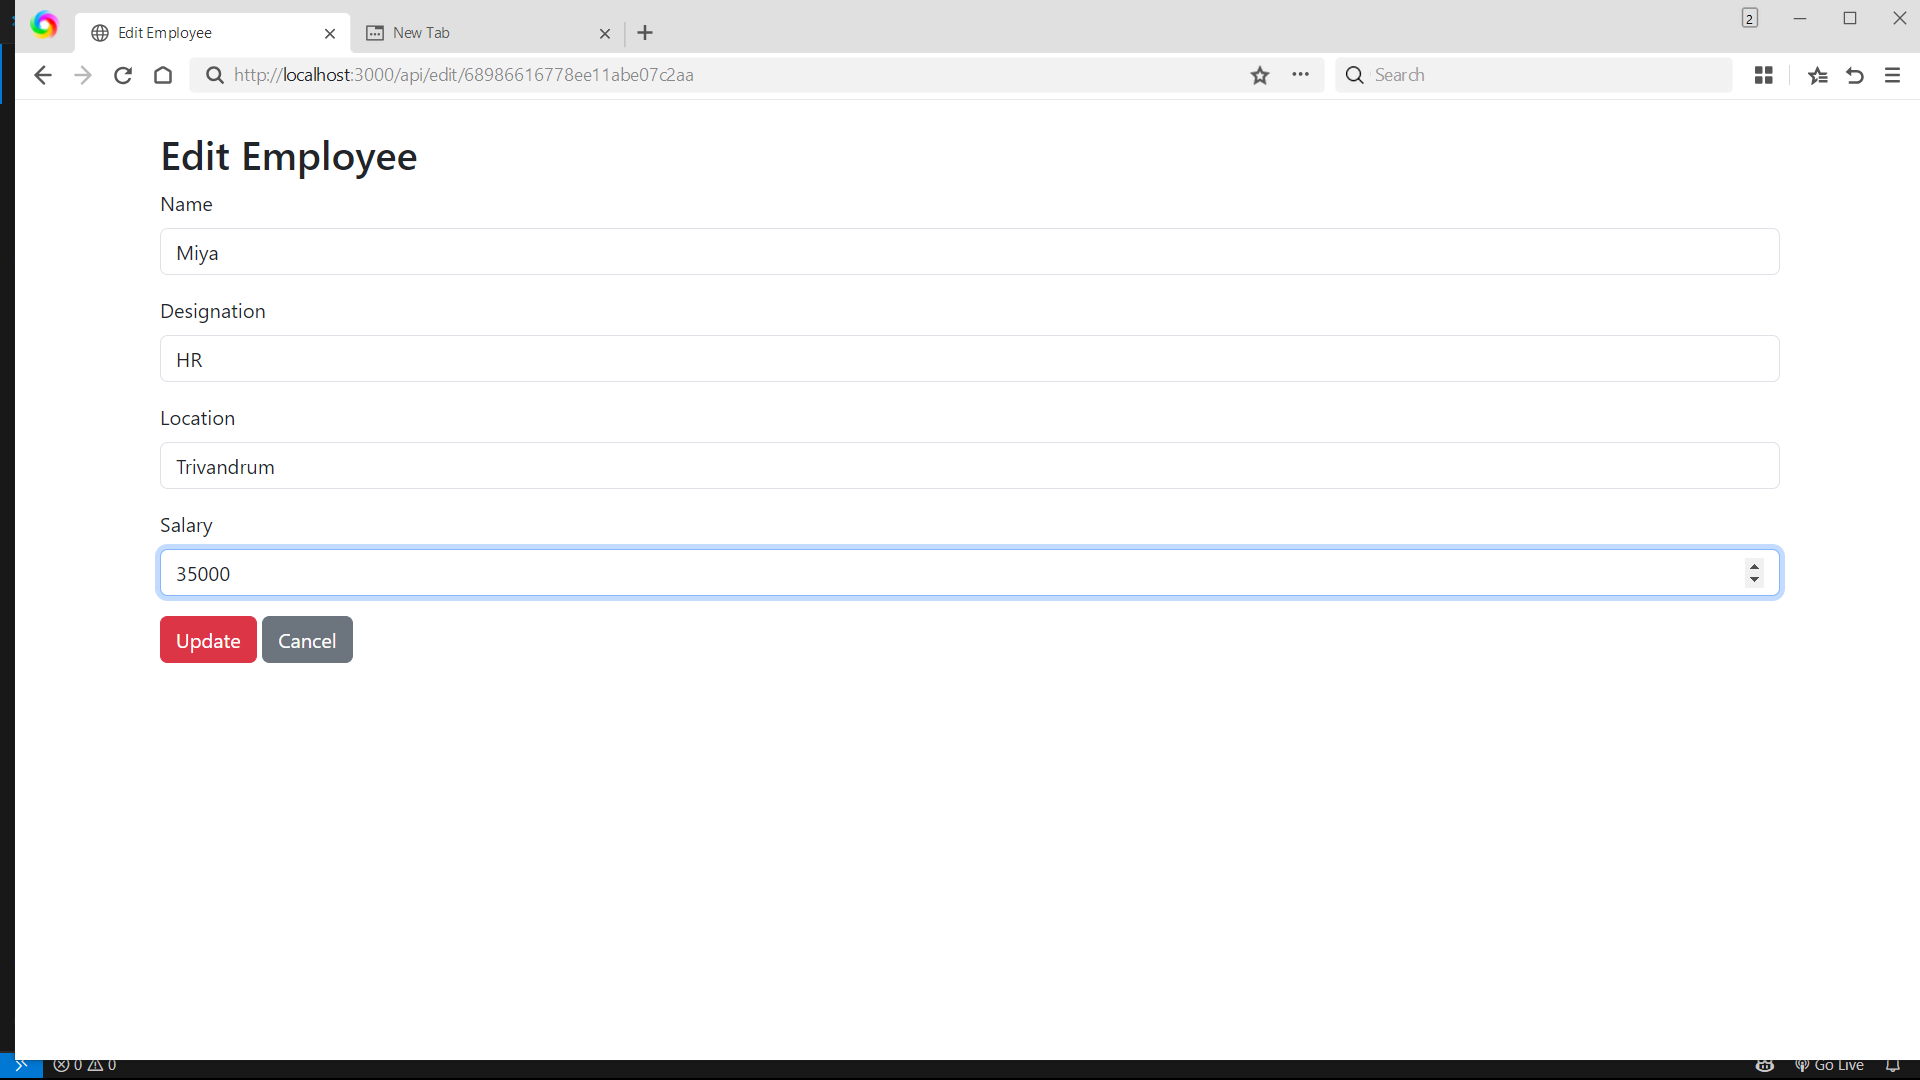 Edit Employee
New Tab
2
http://localhost:3000/api/edit/68986616778ee11abe07c2aa
Search
Edit Employee
Name
Miya
Designation
HR
Location
Trivandrum
Salary
35000
Update Cancel
0 0
Go Live